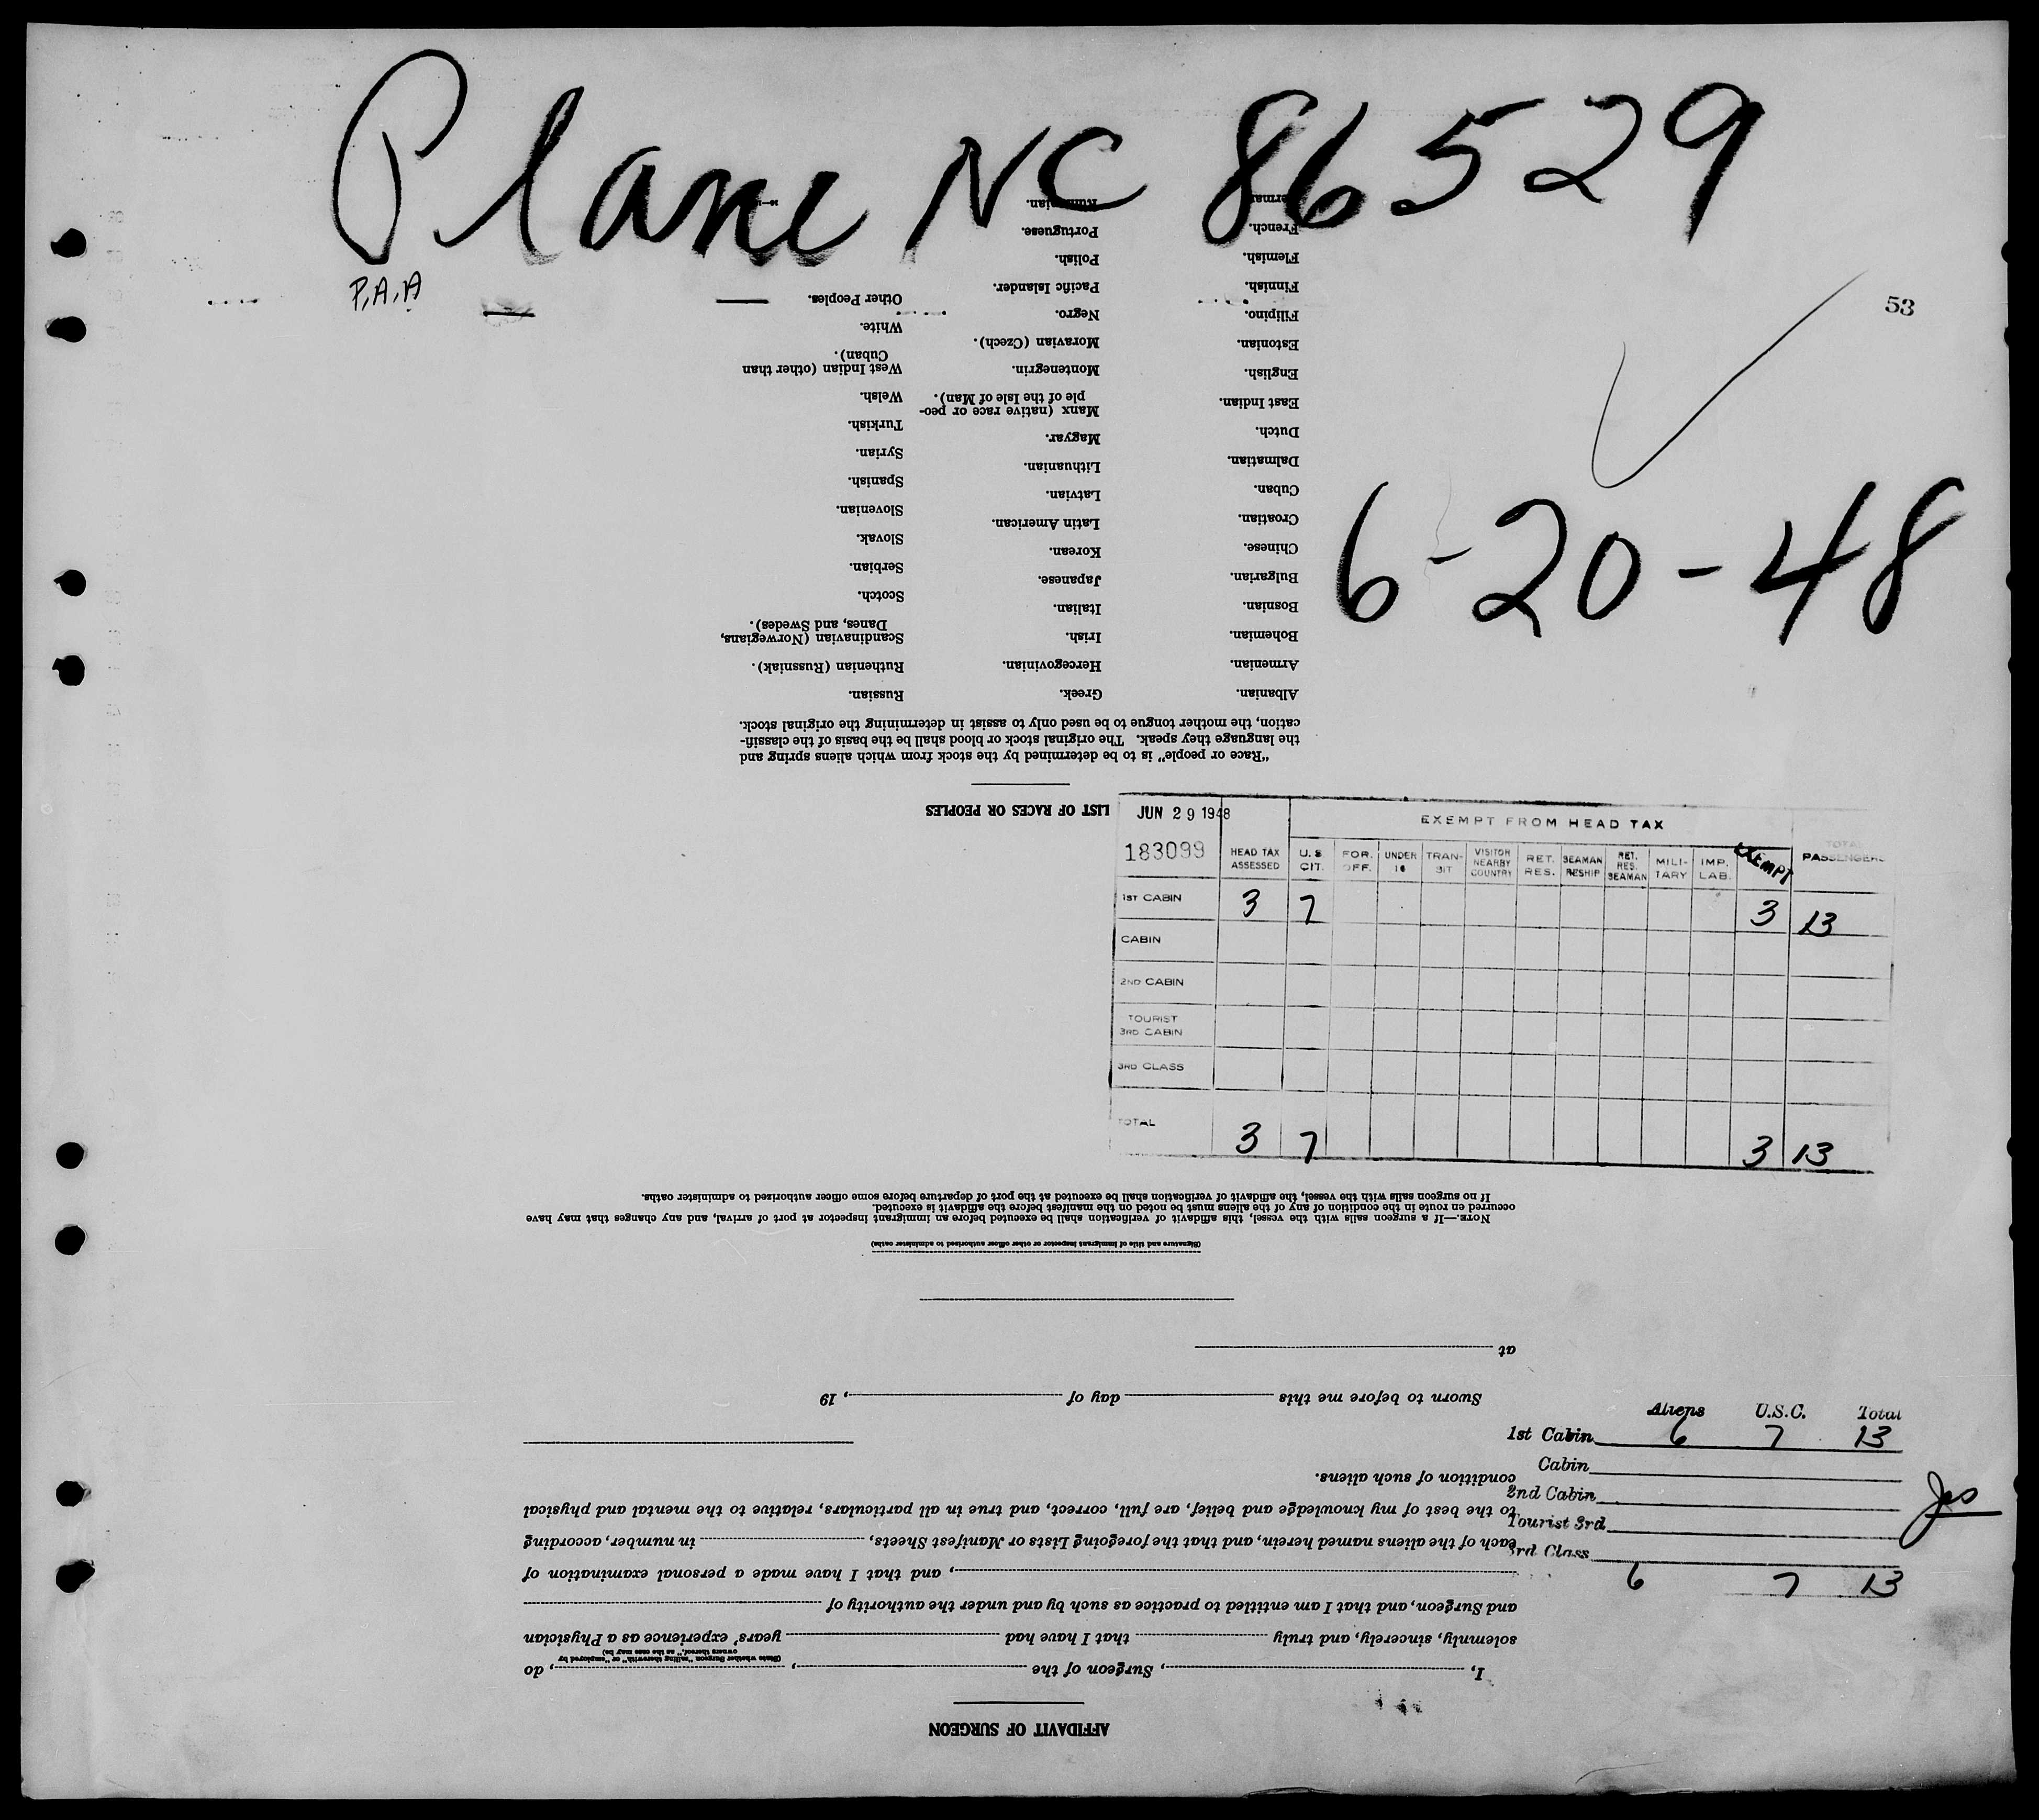 Plane NC 86529
P.A.A
53
6-20-48
JUN 29 1948
183099
EXEMPT FROM HEAD TAX
HEAD TAX ASSESSED
U.S CIT.
FOR. OFF.
UNDER 16
TRAN-SIT
VISITOR NEARBY COUNTRY
RET. RES.
SEAMAN RESHIP
RET. RES. SEAMAN
MILI-TARY
IMP. LAB.
EXEMPT
TOTAL PASSENGERS
1ST CABIN 3 7 3 13
CABIN
2ND CABIN
TOURIST
3RD CABIN
3RD CLASS
TOTAL 3 7 3 13
Aliens U.S.C. Total
1st Cabin 6 7 13
Cabin
2nd Cabin
Tourist 3rd
3rd Class
6 7 13
AFFIDAVIT OF SURGEON
I, , Surgeon of the , , do
(State whether Surgeon "sailing therewith," or "employed by
owners thereof," as the case may be)
solemnly, sincerely, and truly that I have had years' experience as a Physician
and Surgeon, and that I am entitled to practice as such by and under the authority of
, and that I have made a personal examination of
each of the aliens named herein, and that the foregoing Lists or Manifest Sheets, in number, according
to the best of my knowledge and belief, are full, correct, and true in all particulars, relative to the mental and physical
condition of such aliens.
Sworn to before me this day of , 19
at
(Signature and title of immigrant inspector or other officer authorized to administer oaths)
NOTE.—If a surgeon sails with the vessel, this affidavit of verification shall be executed before an immigrant inspector at port of arrival, and any changes that may have
occurred en route in the condition of any of the aliens must be noted on the manifest before the affidavit is executed.
If no surgeon sails with the vessel, the affidavit of verification shall be executed at the port of departure before some officer authorized to administer oaths.
LIST OF RACES OR PEOPLES
"Race or people" is to be determined by the stock from which aliens spring and
the language they speak. The original stock or blood shall be the basis of the classifi-
cation, the mother tongue to be used only to assist in determining the original stock.
Albanian.
Armenian.
Bohemian.
Bosnian.
Bulgarian.
Chinese.
Croatian.
Cuban.
Dalmatian.
Dutch.
East Indian.
English.
Estonian.
Filipino.
Finnish.
Flemish.
French.
German.
Greek.
Hercegovinian.
Irish.
Italian.
Japanese.
Korean.
Latin American.
Latvian.
Lithuanian.
Magyar.
Manx (native race or peo-
ple of the Isle of Man).
Montenegrin.
Moravian (Czech).
Negro.
Pacific Islander.
Polish.
Portuguese.
Rumanian.
Russian.
Ruthenian (Russniak).
Scandinavian (Norwegians,
Danes, and Swedes).
Scotch.
Serbian.
Slovak.
Slovenian.
Spanish.
Syrian.
Turkish.
Welsh.
West Indian (other than
Cuban).
White.
Other Peoples.